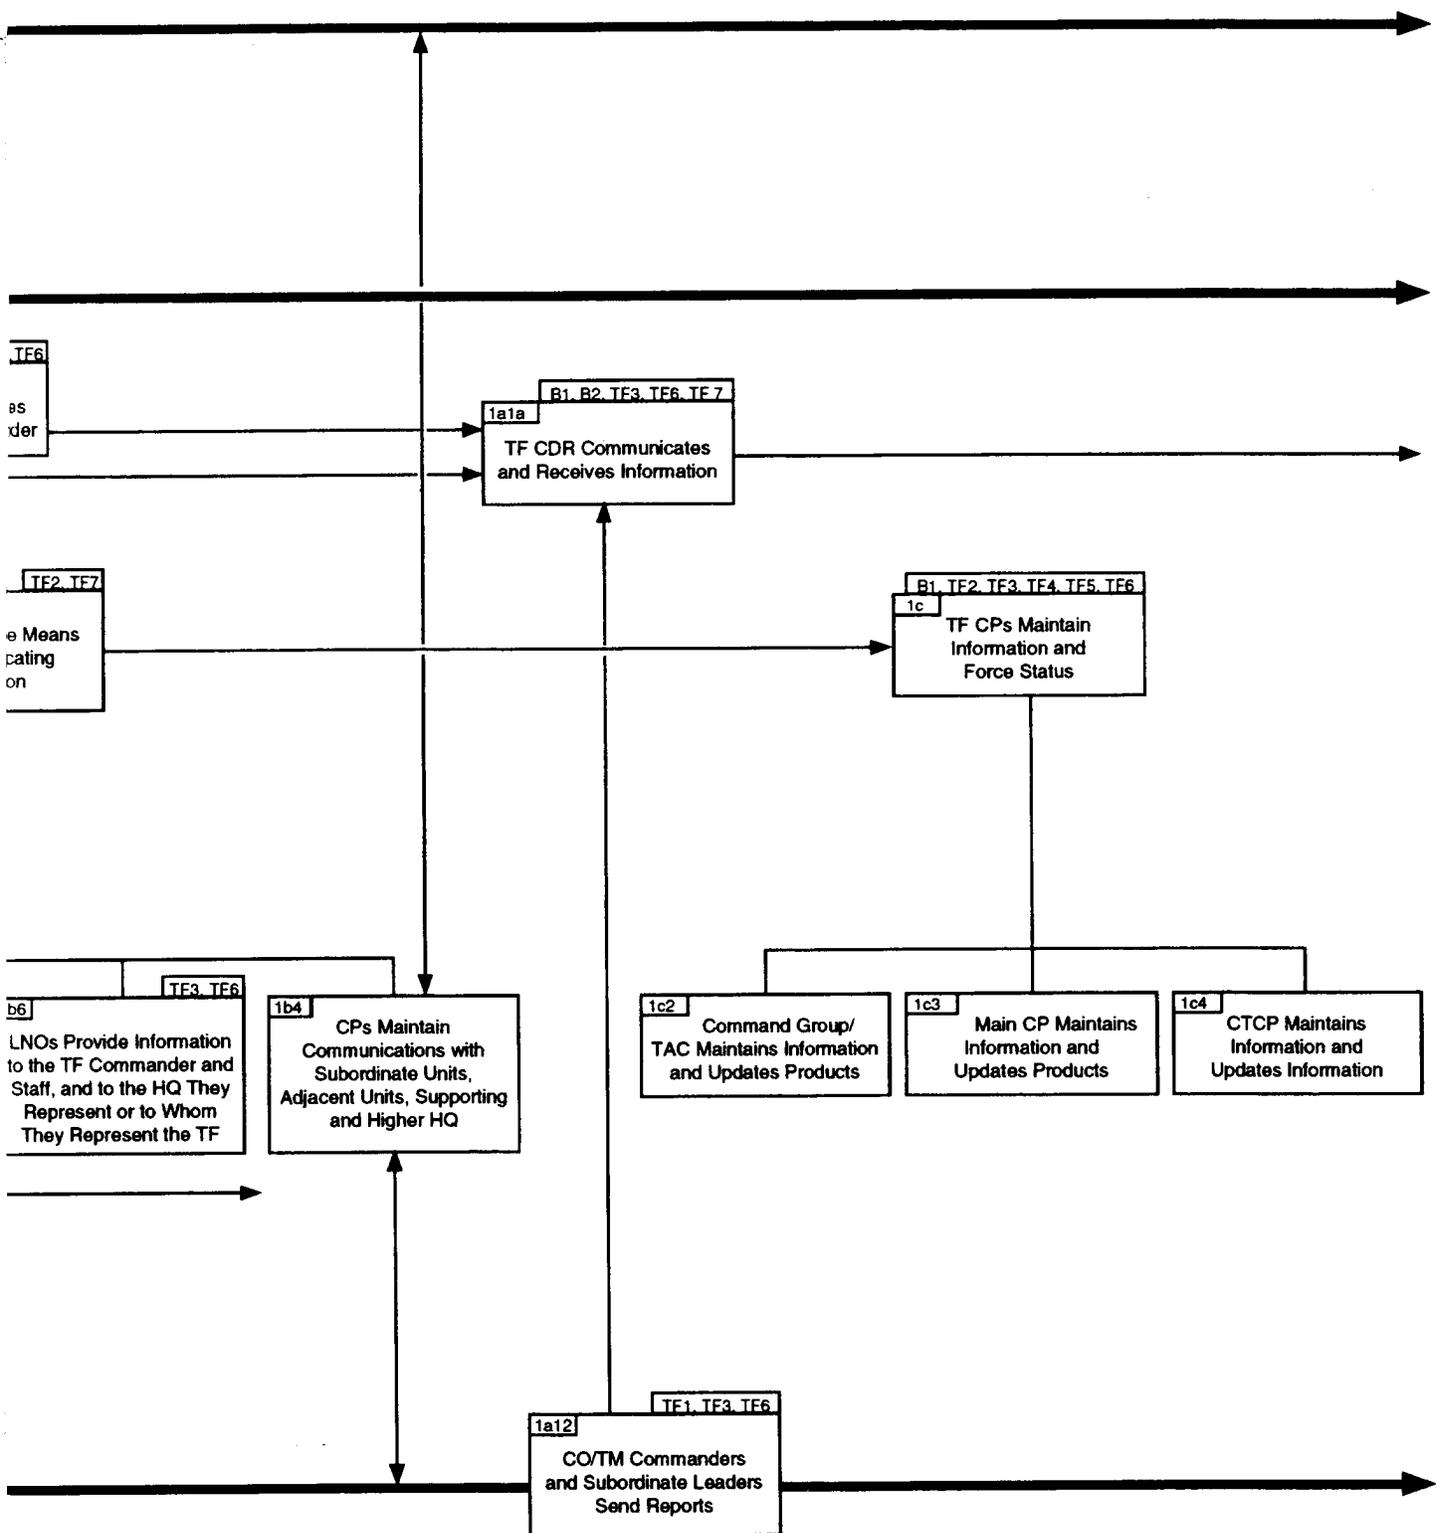 TF6
B1, B2, TF3, TF6, TF 7
1a1a
TF CDR Communicates
and Receives Information
TF2, TF7
e Means
on
B1, TF2, TF3, TF4, TF5, TF6
1c
TF CPs Maintain
Information and
Force Status
TF3, TF6
b6
LNOs Provide Information
to the TF Commander and
Staff, and to the HQ They
Represent or to Whom
They Represent the TF
1b4
CPs Maintain
Communications with
Subordinate Units,
Adjacent Units, Supporting
and Higher HQ
1c2
Command Group/
TAC Maintains Information
and Updates Products
1c3
Main CP Maintains
Information and
Updates Products
1c4
CTCP Maintains
Information and
Updates Information
TF1, TF3, TF6
1a12
CO/TM Commanders
and Subordinate Leaders
Send Reports